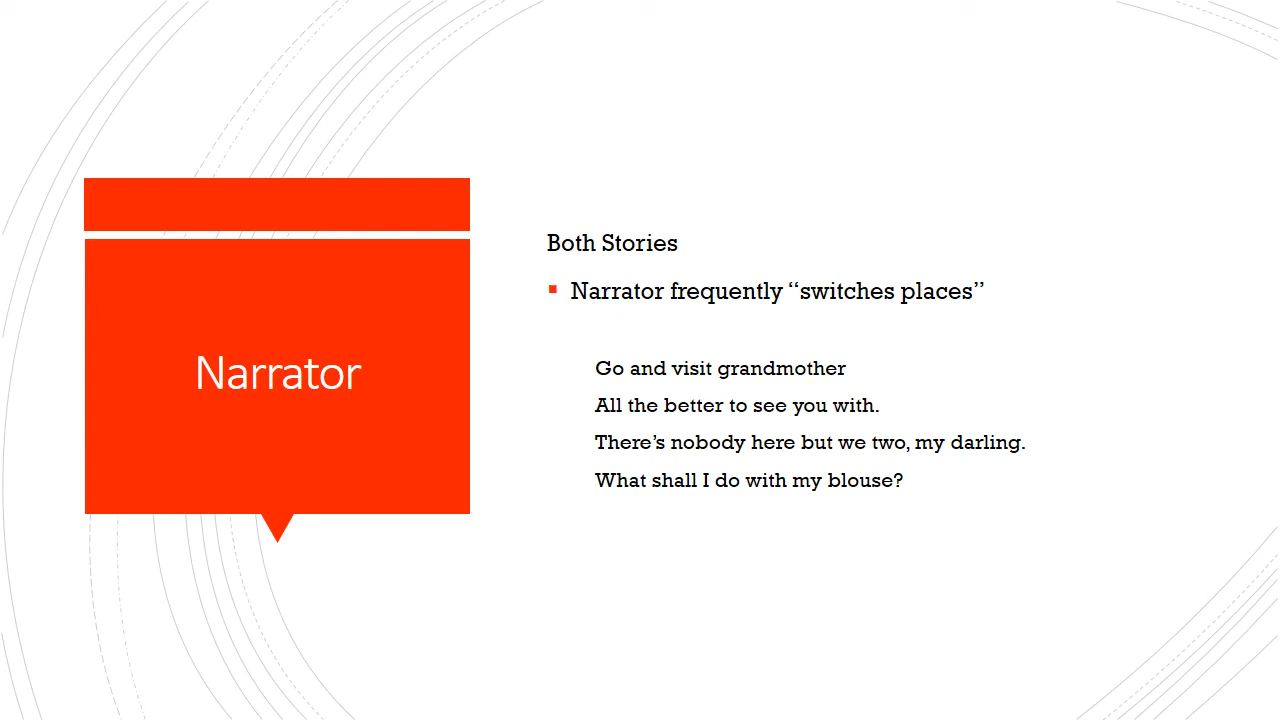 Narrator
Both Stories
Narrator frequently “switches places”
Go and visit grandmother
All the better to see you with.
There’s nobody here but we two, my darling.
What shall I do with my blouse?